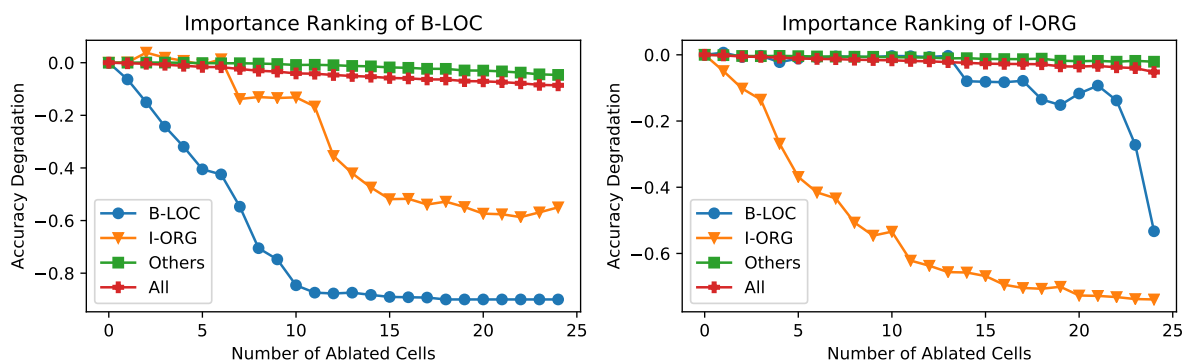 Importance Ranking of B-LOC
0.0
−0.2
−0.4
−0.6
−0.8
Accuracy Degradation
B-LOC
I-ORG
Others
All
0
5
10
15
20
25
Number of Ablated Cells
Importance Ranking of I-ORG
0.0
−0.2
−0.4
−0.6
Accuracy Degradation
B-LOC
I-ORG
Others
All
0
5
10
15
20
25
Number of Ablated Cells